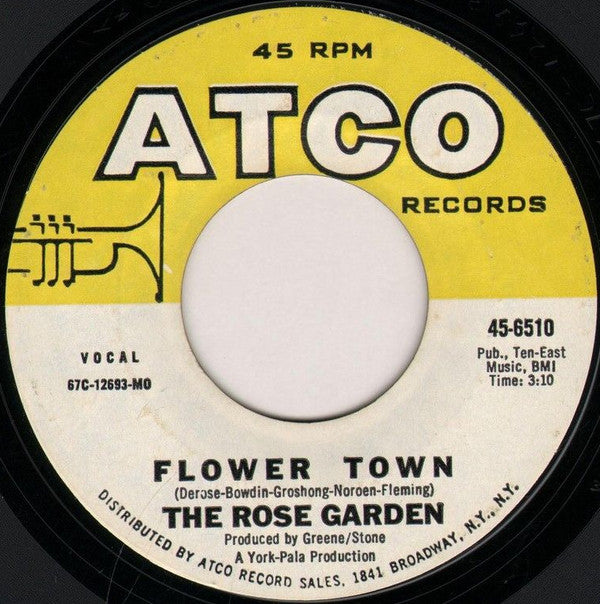 45 RPM
ATCO
RECORDS
VOCAL
67C-12693-MO
45-6510
Pub., Ten-East
Music, BMI
Time: 3:10
FLOWER TOWN
(Derose-Bowdin-Groshong-Noroen-Fleming)
THE ROSE GARDEN
Produced by Greene/Stone
A York-Pala Production
DISTRIBUTED BY ATCO RECORD SALES, 1841 BROADWAY, N.Y., N.Y.